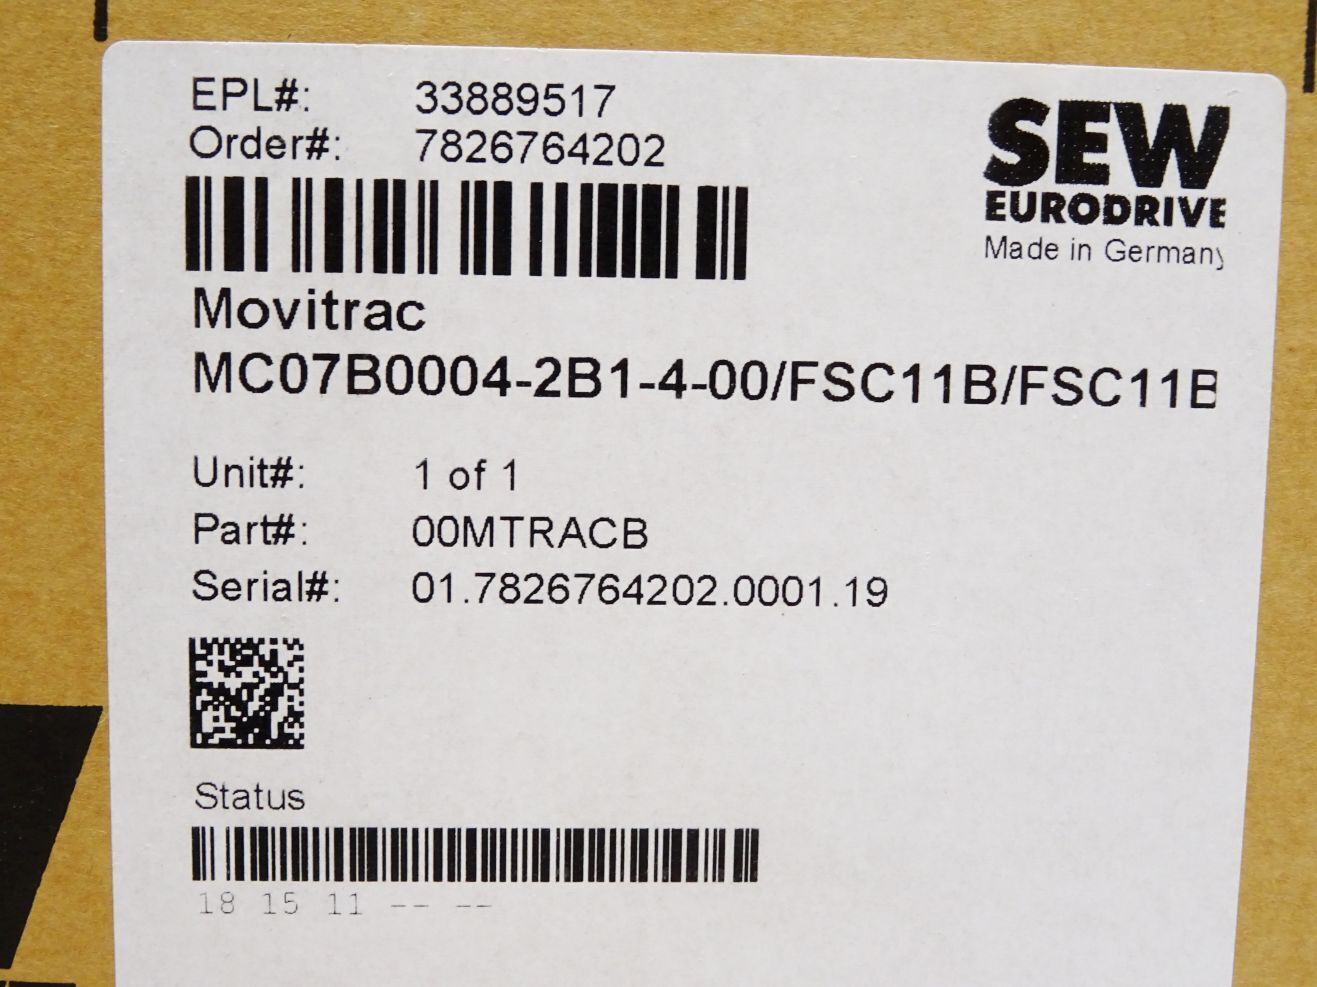 EPL#: 33889517
Order#: 7826764202
SEW
EURODRIVE
Made in Germany
Movitrac
MC07B0004-2B1-4-00/FSC11B/FSC11B
Unit#: 1 of 1
Part#: 00MTRACB
Serial#: 01.7826764202.0001.19
Status
18 15 11 -- --